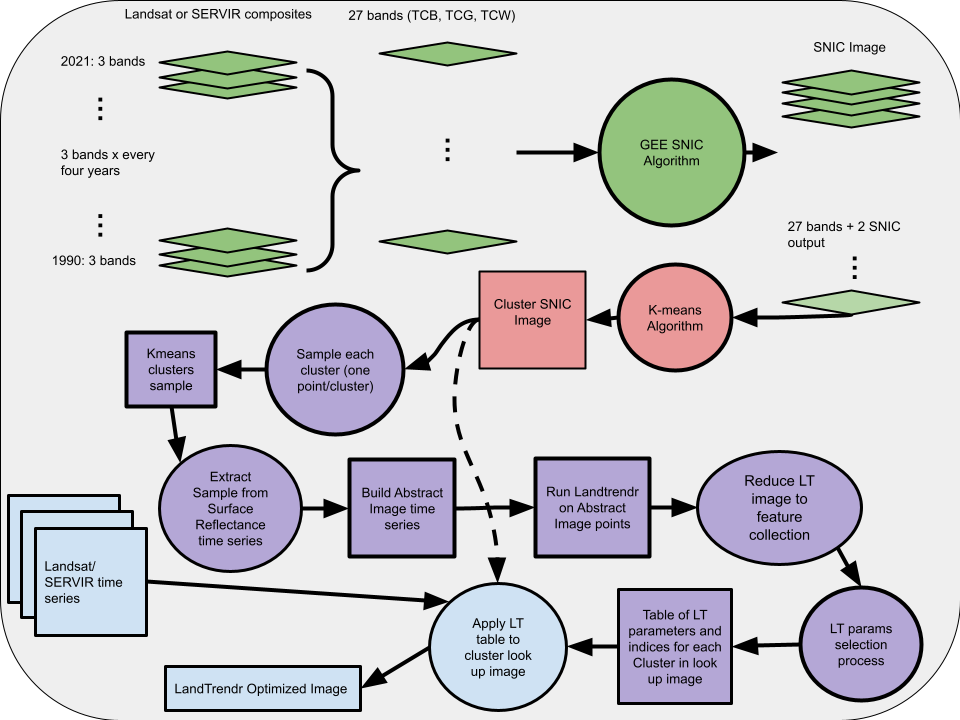 Landsat or SERVIR composites
27 bands (TCB, TCG, TCW)
SNIC Image
2021: 3 bands
3 bands x every
four years
1990: 3 bands
GEE SNIC
Algorithm
27 bands + 2 SNIC
output
K-means
Algorithm
Cluster SNIC
Image
Sample each
cluster (one
point/cluster)
Kmeans
clusters
sample
Extract
Sample from
Surface
Reflectance
time series
Build Abstract
Image time
series
Run Landtrendr
on Abstract
Image points
Reduce LT
image to
feature
collection
LT params
selection
process
Table of LT
parameters and
indices for each
Cluster in look
up image
Landsat/
SERVIR time
series
Apply LT
table to
cluster look
up image
LandTrendr Optimized Image